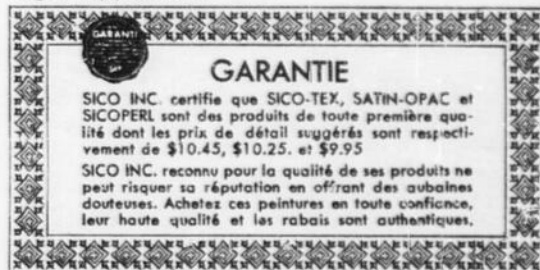 GARANTI
GARANTIE
SICO INC. certifie que SICO-TEX, SATIN-OPAC et
SICOPERL sont des produits de toute première qua-
lité dont les prix de détail suggérés sont respecti-
vement de $10.45, $10.25. et $9.95
SICO INC. reconnu pour la qualité de ses produits ne
peut risquer sa réputation en offrant des aubaines
douteuses. Achetez ces peintures en toute confiance,
leur haute qualité et les rabais sont authentiques.